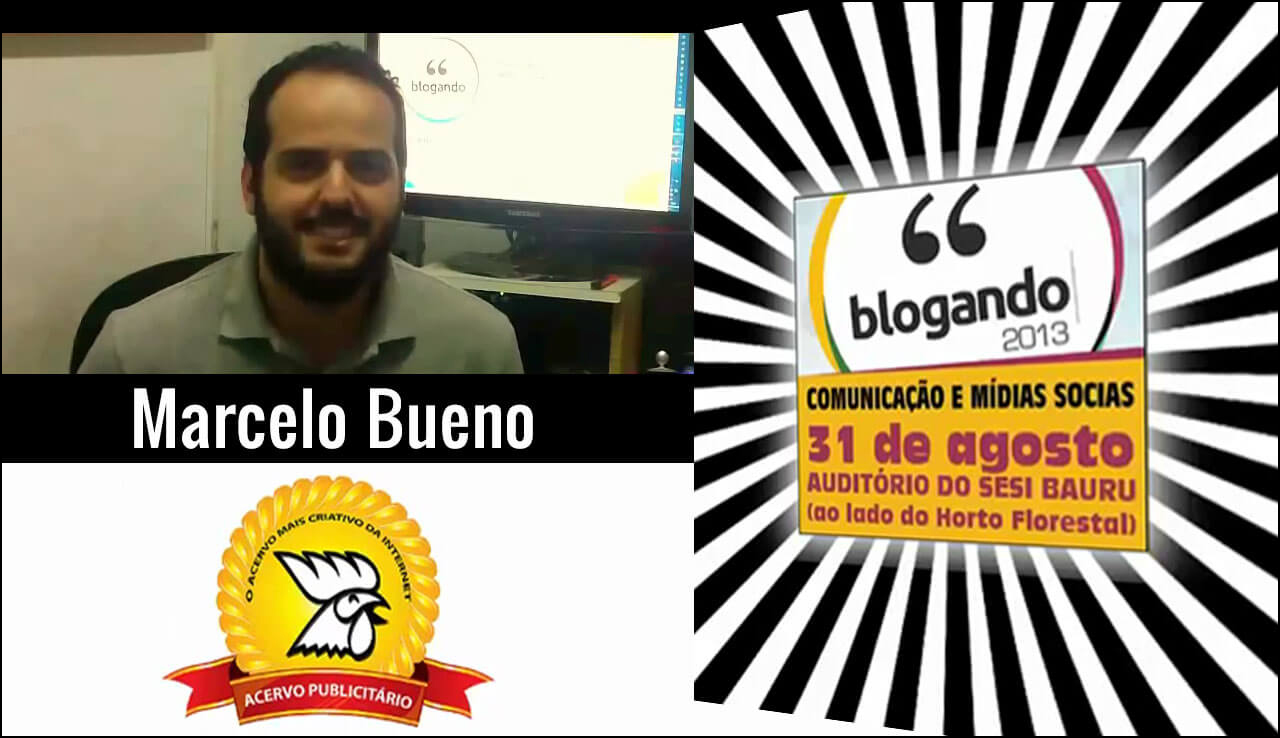 “ blogando
SAMSUNG
Marcelo Bueno
O ACERVO MAIS CRIATIVO DA INTERNET
ACERVO PUBLICITÁRIO
“ blogando
2013
COMUNICAÇÃO E MÍDIAS SOCIAS
31 de agosto
AUDITÓRIO DO SESI BAURU
(ao lado do Horto Florestal)